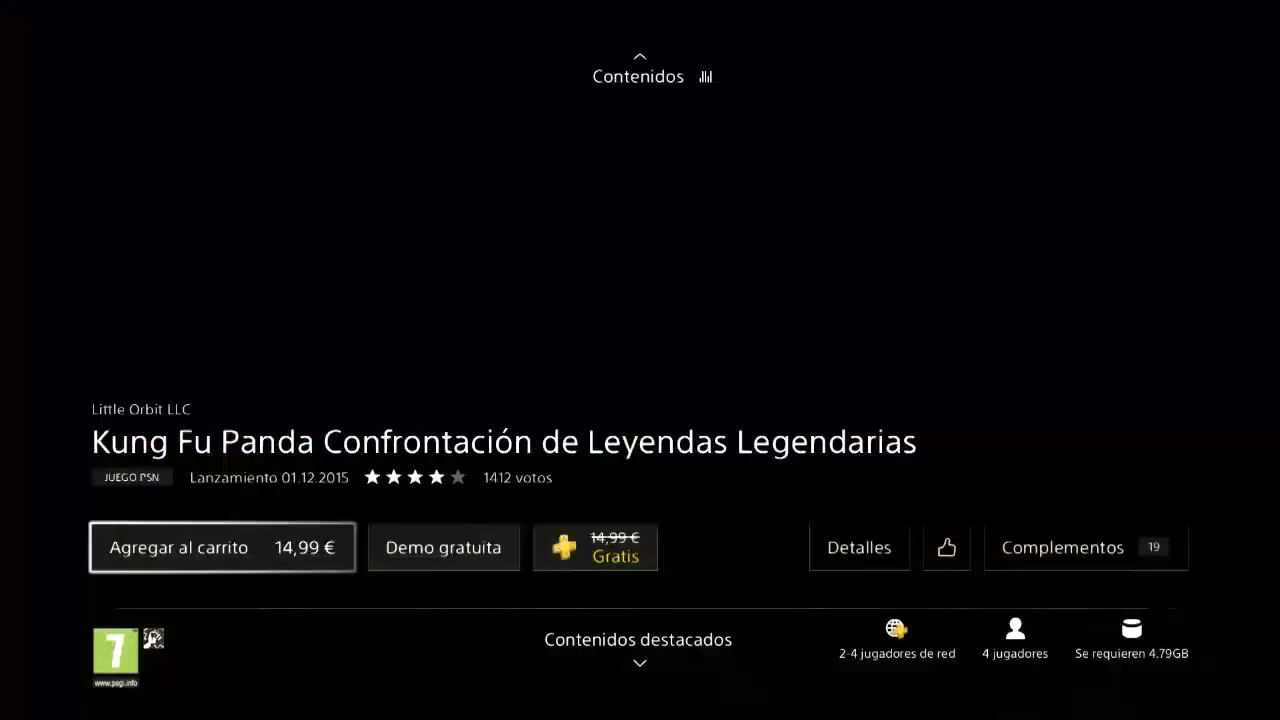 Contenidos
Little Orbit LLC
Kung Fu Panda Confrontación de Leyendas Legendarias
JUEGO PSN Lanzamiento 01.12.2015 1412 votos
Agregar al carrito 14,99 €
Demo gratuita
14,99 €
Gratis
Detalles
Complementos 19
7
www.pegi.info
Contenidos destacados
2-4 jugadores de red
4 jugadores
Se requieren 4.79GB